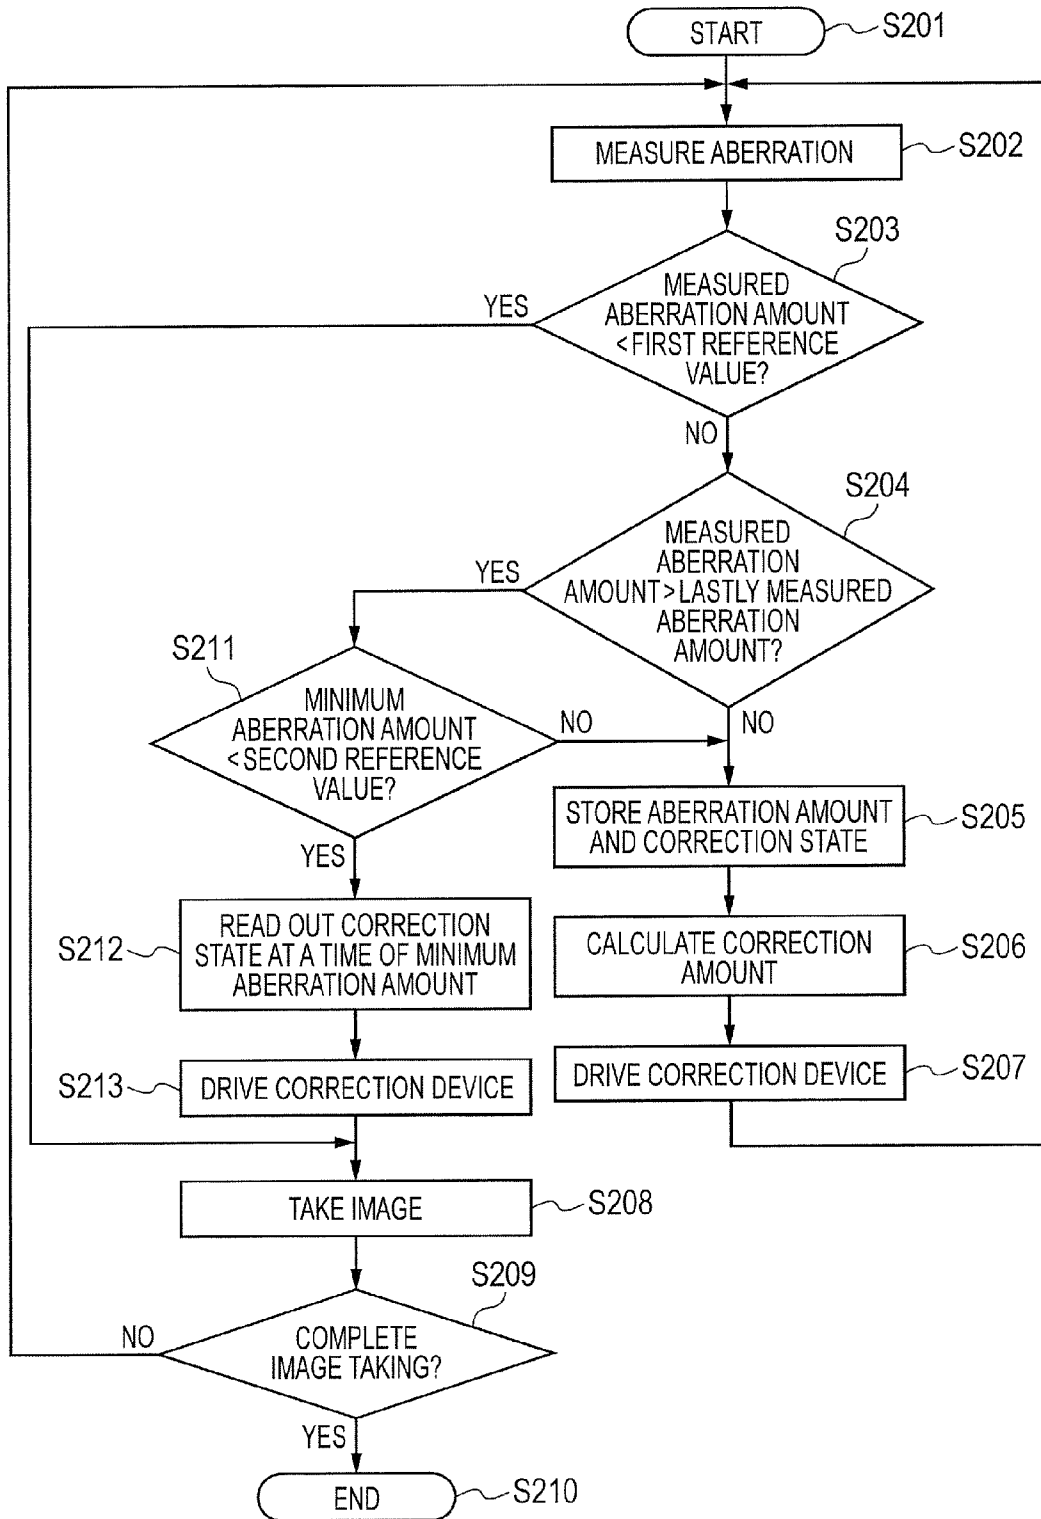 START
S201
MEASURE ABERRATION
S202
S203
MEASURED
ABERRATION AMOUNT
<FIRST REFERENCE
VALUE?
YES
NO
S204
MEASURED
ABERRATION
AMOUNT>LASTLY MEASURED
ABERRATION
AMOUNT?
YES
NO
S211
MINIMUM
ABERRATION AMOUNT
<SECOND REFERENCE
VALUE?
NO
YES
STORE ABERRATION AMOUNT
AND CORRECTION STATE
S205
READ OUT CORRECTION
STATE AT A TIME OF MINIMUM
ABERRATION AMOUNT
S212
CALCULATE CORRECTION
AMOUNT
S206
DRIVE CORRECTION DEVICE
S213
DRIVE CORRECTION DEVICE
S207
TAKE IMAGE
S208
S209
COMPLETE
IMAGE TAKING?
NO
YES
END
S210